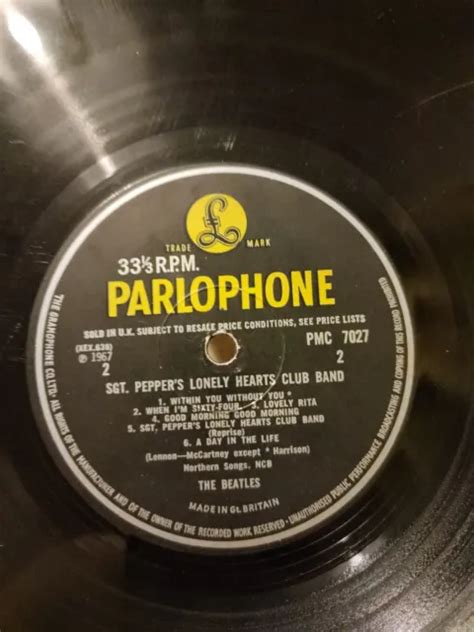 £
TRADE MARK
33⅓ R.P.M.
PARLOPHONE
SOLD IN U.K. SUBJECT TO RESALE PRICE CONDITIONS, SEE PRICE LISTS
(XEX.638) PMC 7027
℗ 1967
2 2
SGT. PEPPER'S LONELY HEARTS CLUB BAND
1. WITHIN YOU WITHOUT YOU *
2. WHEN I'M SIXTY-FOUR. 3. LOVELY RITA
4. GOOD MORNING GOOD MORNING
5. SGT. PEPPER'S LONELY HEARTS CLUB BAND
(Reprise)
6. A DAY IN THE LIFE
(Lennon—McCartney except * Harrison)
Northern Songs, NCB
THE BEATLES
MADE IN GT. BRITAIN
THE GRAMOPHONE CO. LTD. ALL RIGHTS OF THE MANUFACTURER AND OF THE OWNER OF THE RECORDED WORK RESERVED · UNAUTHORISED PUBLIC PERFORMANCE BROADCASTING AND COPYING OF THIS RECORD PROHIBITED